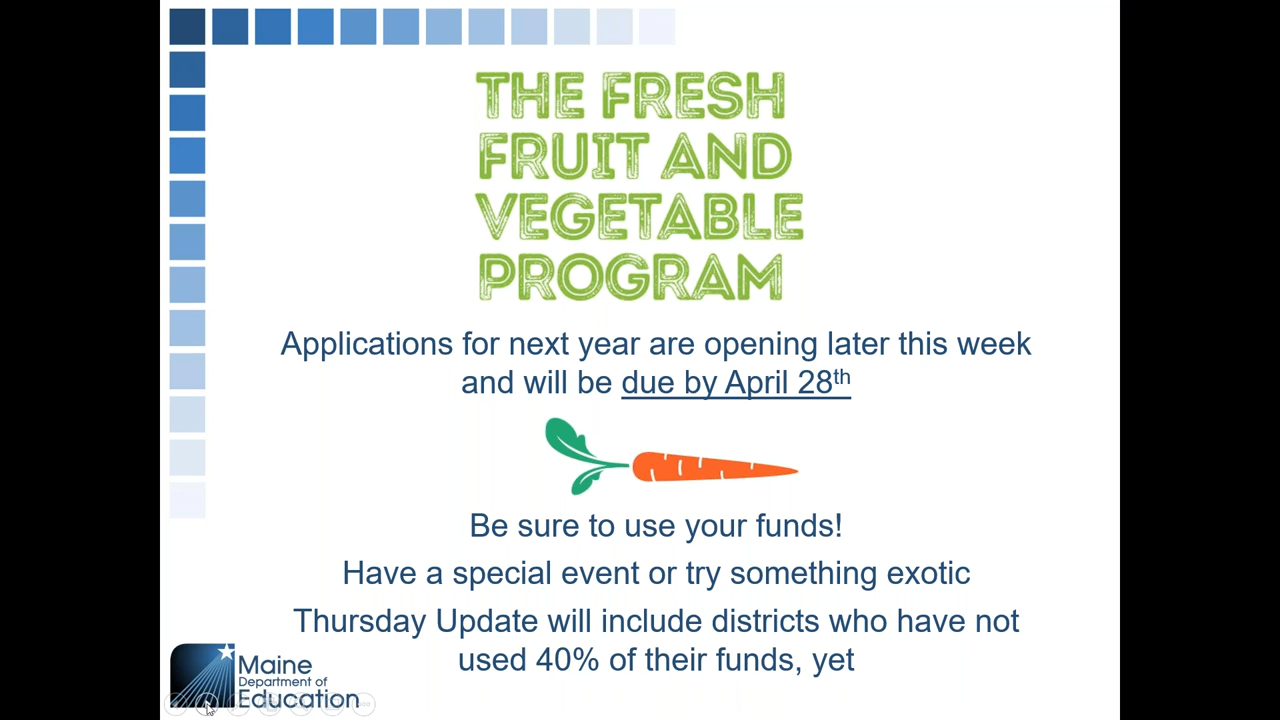 THE FRESH
FRUIT AND
VEGETABLE
PROGRAM
Applications for next year are opening later this week
and will be due by April 28th
Be sure to use your funds!
Have a special event or try something exotic
Thursday Update will include districts who have not
used 40% of their funds, yet
Maine
Department of
Education